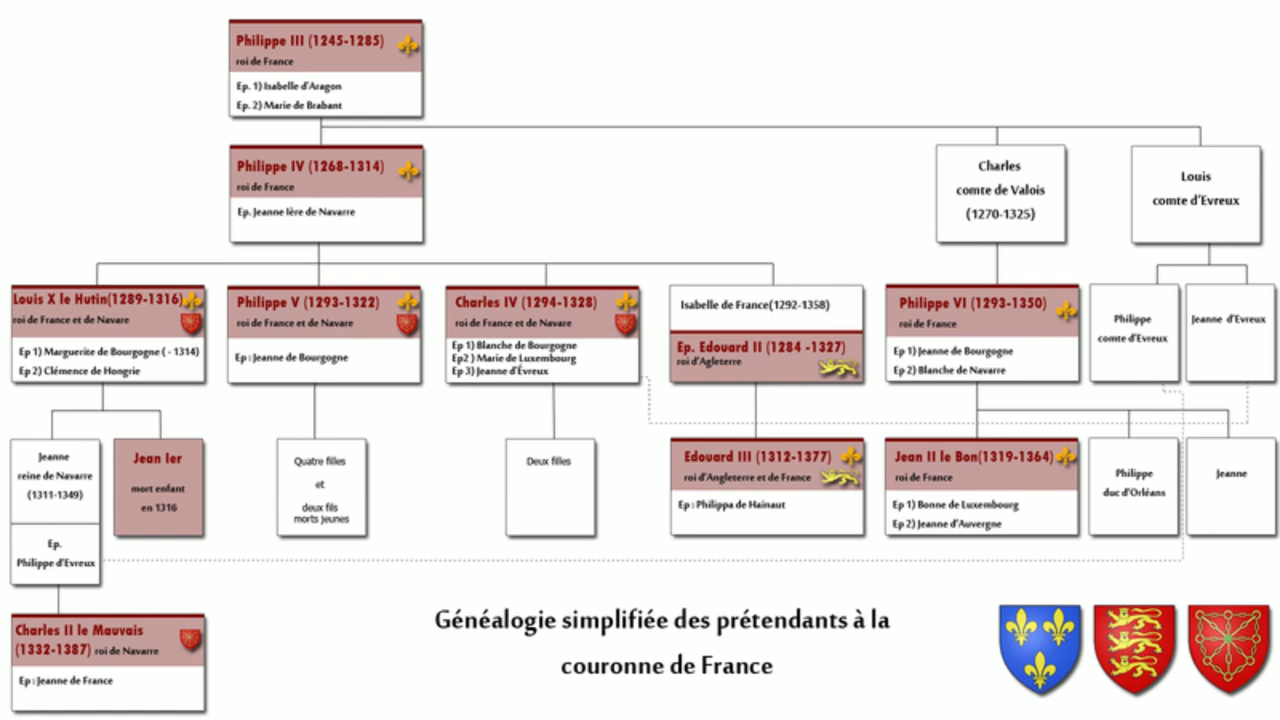 Philippe III (1245-1285)
roi de France
Ep. 1) Isabelle d'Aragon
Ep. 2) Marie de Brabant
Philippe IV (1268-1314)
roi de France
Ep. Jeanne Ière de Navarre
Charles
comte de Valois
(1270-1325)
Louis
comte d'Evreux
Louis X le Hutin(1289-1316)
roi de France et de Navare
Ep 1) Marguerite de Bourgogne ( - 1314)
Ep 2) Clémence de Hongrie
Philippe V (1293-1322)
roi de France et de Navare
Ep : Jeanne de Bourgogne
Charles IV (1294-1328)
roi de France et de Navare
Ep 1) Blanche de Bourgogne
Ep2 ) Marie de Luxembourg
Ep 3) Jeanne d'Évreux
Isabelle de France(1292-1358)
Ep. Edouard II (1284 -1327)
roi d'Agleterre
Philippe VI (1293-1350)
roi de France
Ep 1) Jeanne de Bourgogne
Ep 2) Blanche de Navarre
Philippe
comte d'Evreux
Jeanne d'Evreux
Jeanne
reine de Navarre
(1311-1349)
Ep.
Philippe d'Evreux
Jean Ier
mort enfant
en 1316
Quatre filles
et
deux fils
morts jeunes
Deux filles
Edouard III (1312-1377)
roi d'Angleterre et de France
Ep : Philippa de Hainaut
Jean II le Bon(1319-1364)
roi de France
Ep 1) Bonne de Luxembourg
Ep 2) Jeanne d'Auvergne
Philippe
duc d'Orléans
Jeanne
Charles II le Mauvais
(1332-1387) roi de Navarre
Ep : Jeanne de France
Généalogie simplifiée des prétendants à la
couronne de France